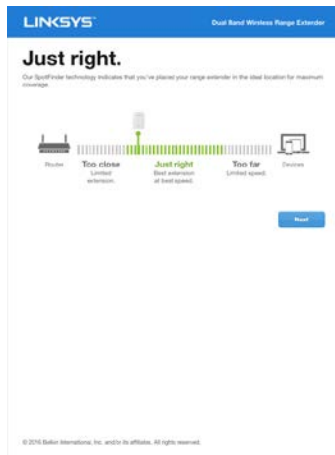 LINKSYS
Dual Band Wireless Range Extender
Just right.
Our SpotFinder technology indicates that you've placed your range extender in the ideal location for maximum
coverage.
Router Too close Just right Too far Devices
Limited Best extension Limited speed.
extension. at best speed.
Next
© 2016 Belkin International, Inc. and/or its affiliates. All rights reserved.